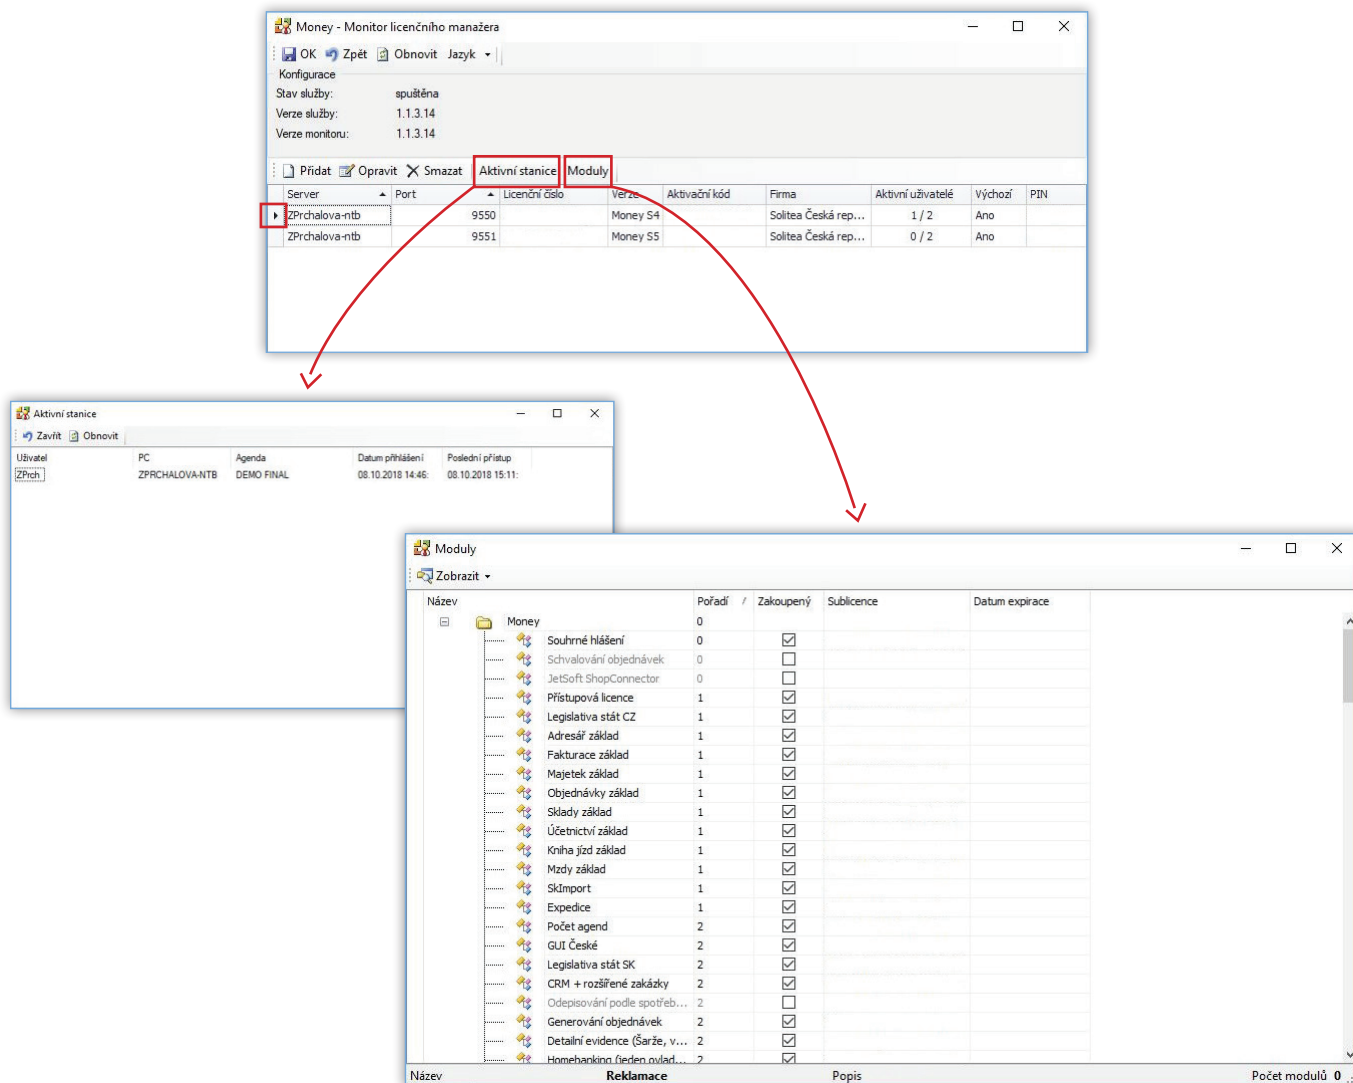 Money - Monitor licenčního manažera
OK Zpět Obnovit Jazyk
Konfigurace
Stav služby: spuštěna
Verze služby: 1.1.3.14
Verze monitoru: 1.1.3.14
Přidat Opravit Smazat Aktivní stanice Moduly
Server Port Licenční číslo Verze Aktivační kód Firma Aktivní uživatelé Výchozí PIN
ZPrchalova-ntb 9550 Money S4 Solitea Česká rep... 1 / 2 Ano
ZPrchalova-ntb 9551 Money S5 Solitea Česká rep... 0 / 2 Ano
Aktivní stanice
Zavřít Obnovit
Uživatel PC Agenda Datum přihlášení Poslední přístup
ZPrch ZPRCHALOVA-NTB DEMO FINAL 08.10.2018 14:46: 08.10.2018 15:11:
Moduly
Zobrazit
Název Pořadí / Zakoupený Sublicence Datum expirace
Money 0
Souhrné hlášení 0
Schvalování objednávek 0
JetSoft ShopConnector 0
Přístupová licence 1
Legislativa stát CZ 1
Adresář základ 1
Fakturace základ 1
Majetek základ 1
Objednávky základ 1
Sklady základ 1
Účetnictví základ 1
Kniha jízd základ 1
Mzdy základ 1
SkImport 1
Expedice 1
Počet agend 2
GUI České 2
Legislativa stát SK 2
CRM + rozšířené zakázky 2
Odepisování podle spotřeb... 2
Generování objednávek 2
Detailní evidence (Šarže, v... 2
Homebanking (jeden ovlad... 2
Název Reklamace Popis Počet modulů 0